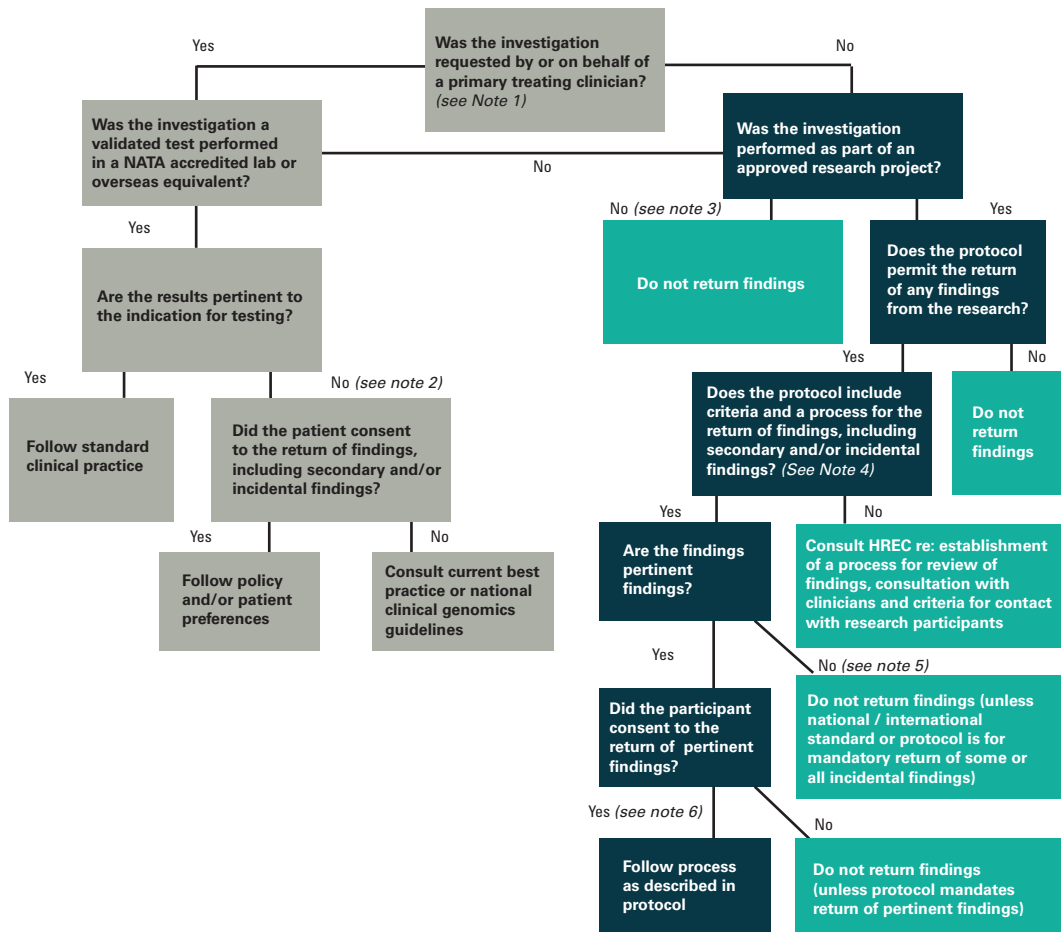 Yes
Was the investigation
requested by or on behalf of
a primary treating clinician?
(see Note 1)
No
Was the investigation a
validated test performed
in a NATA accredited lab or
overseas equivalent?
No
Was the investigation
performed as part of an
approved research project?
Yes
No (see note 3)
Yes
Are the results pertinent to
the indication for testing?
Do not return findings
Does the protocol
permit the return
of any findings
from the research?
Yes
No (see note 2)
Yes
No
Follow standard
clinical practice
Did the patient consent
to the return of findings,
including secondary and/or
incidental findings?
Does the protocol include
criteria and a process for the
return of findings, including
secondary and/or incidental
findings? (See Note 4)
Do not
return
findings
Yes
No
Yes
No
Follow policy
and/or patient
preferences
Consult current best
practice or national
clinical genomics
guidelines
Are the findings
pertinent
findings?
Consult HREC re: establishment
of a process for review of
findings, consultation with
clinicians and criteria for contact
with research participants
Yes
No (see note 5)
Did the participant
consent to the
return of pertinent
findings?
Do not return findings (unless
national / international
standard or protocol is for
mandatory return of some or
all incidental findings)
Yes (see note 6)
No
Follow process
as described in
protocol
Do not return findings
(unless protocol mandates
return of pertinent findings)